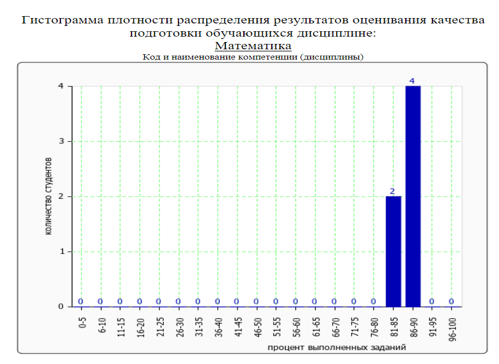 Гистограмма плотности распределения результатов оценивания качества
подготовки обучающихся дисциплине:
Математика
Код и наименование компетенции (дисциплины)
4
3
2
1
0
количество студентов
0 0 0 0 0 0 0 0 0 0 0 0 0 0 0 0 2 4 0 0
0-5 6-10 11-15 16-20 21-25 26-30 31-35 36-40 41-45 46-50 51-55 56-60 61-65 66-70 71-75 76-80 81-85 86-90 91-95 96-100
процент выполненных заданий